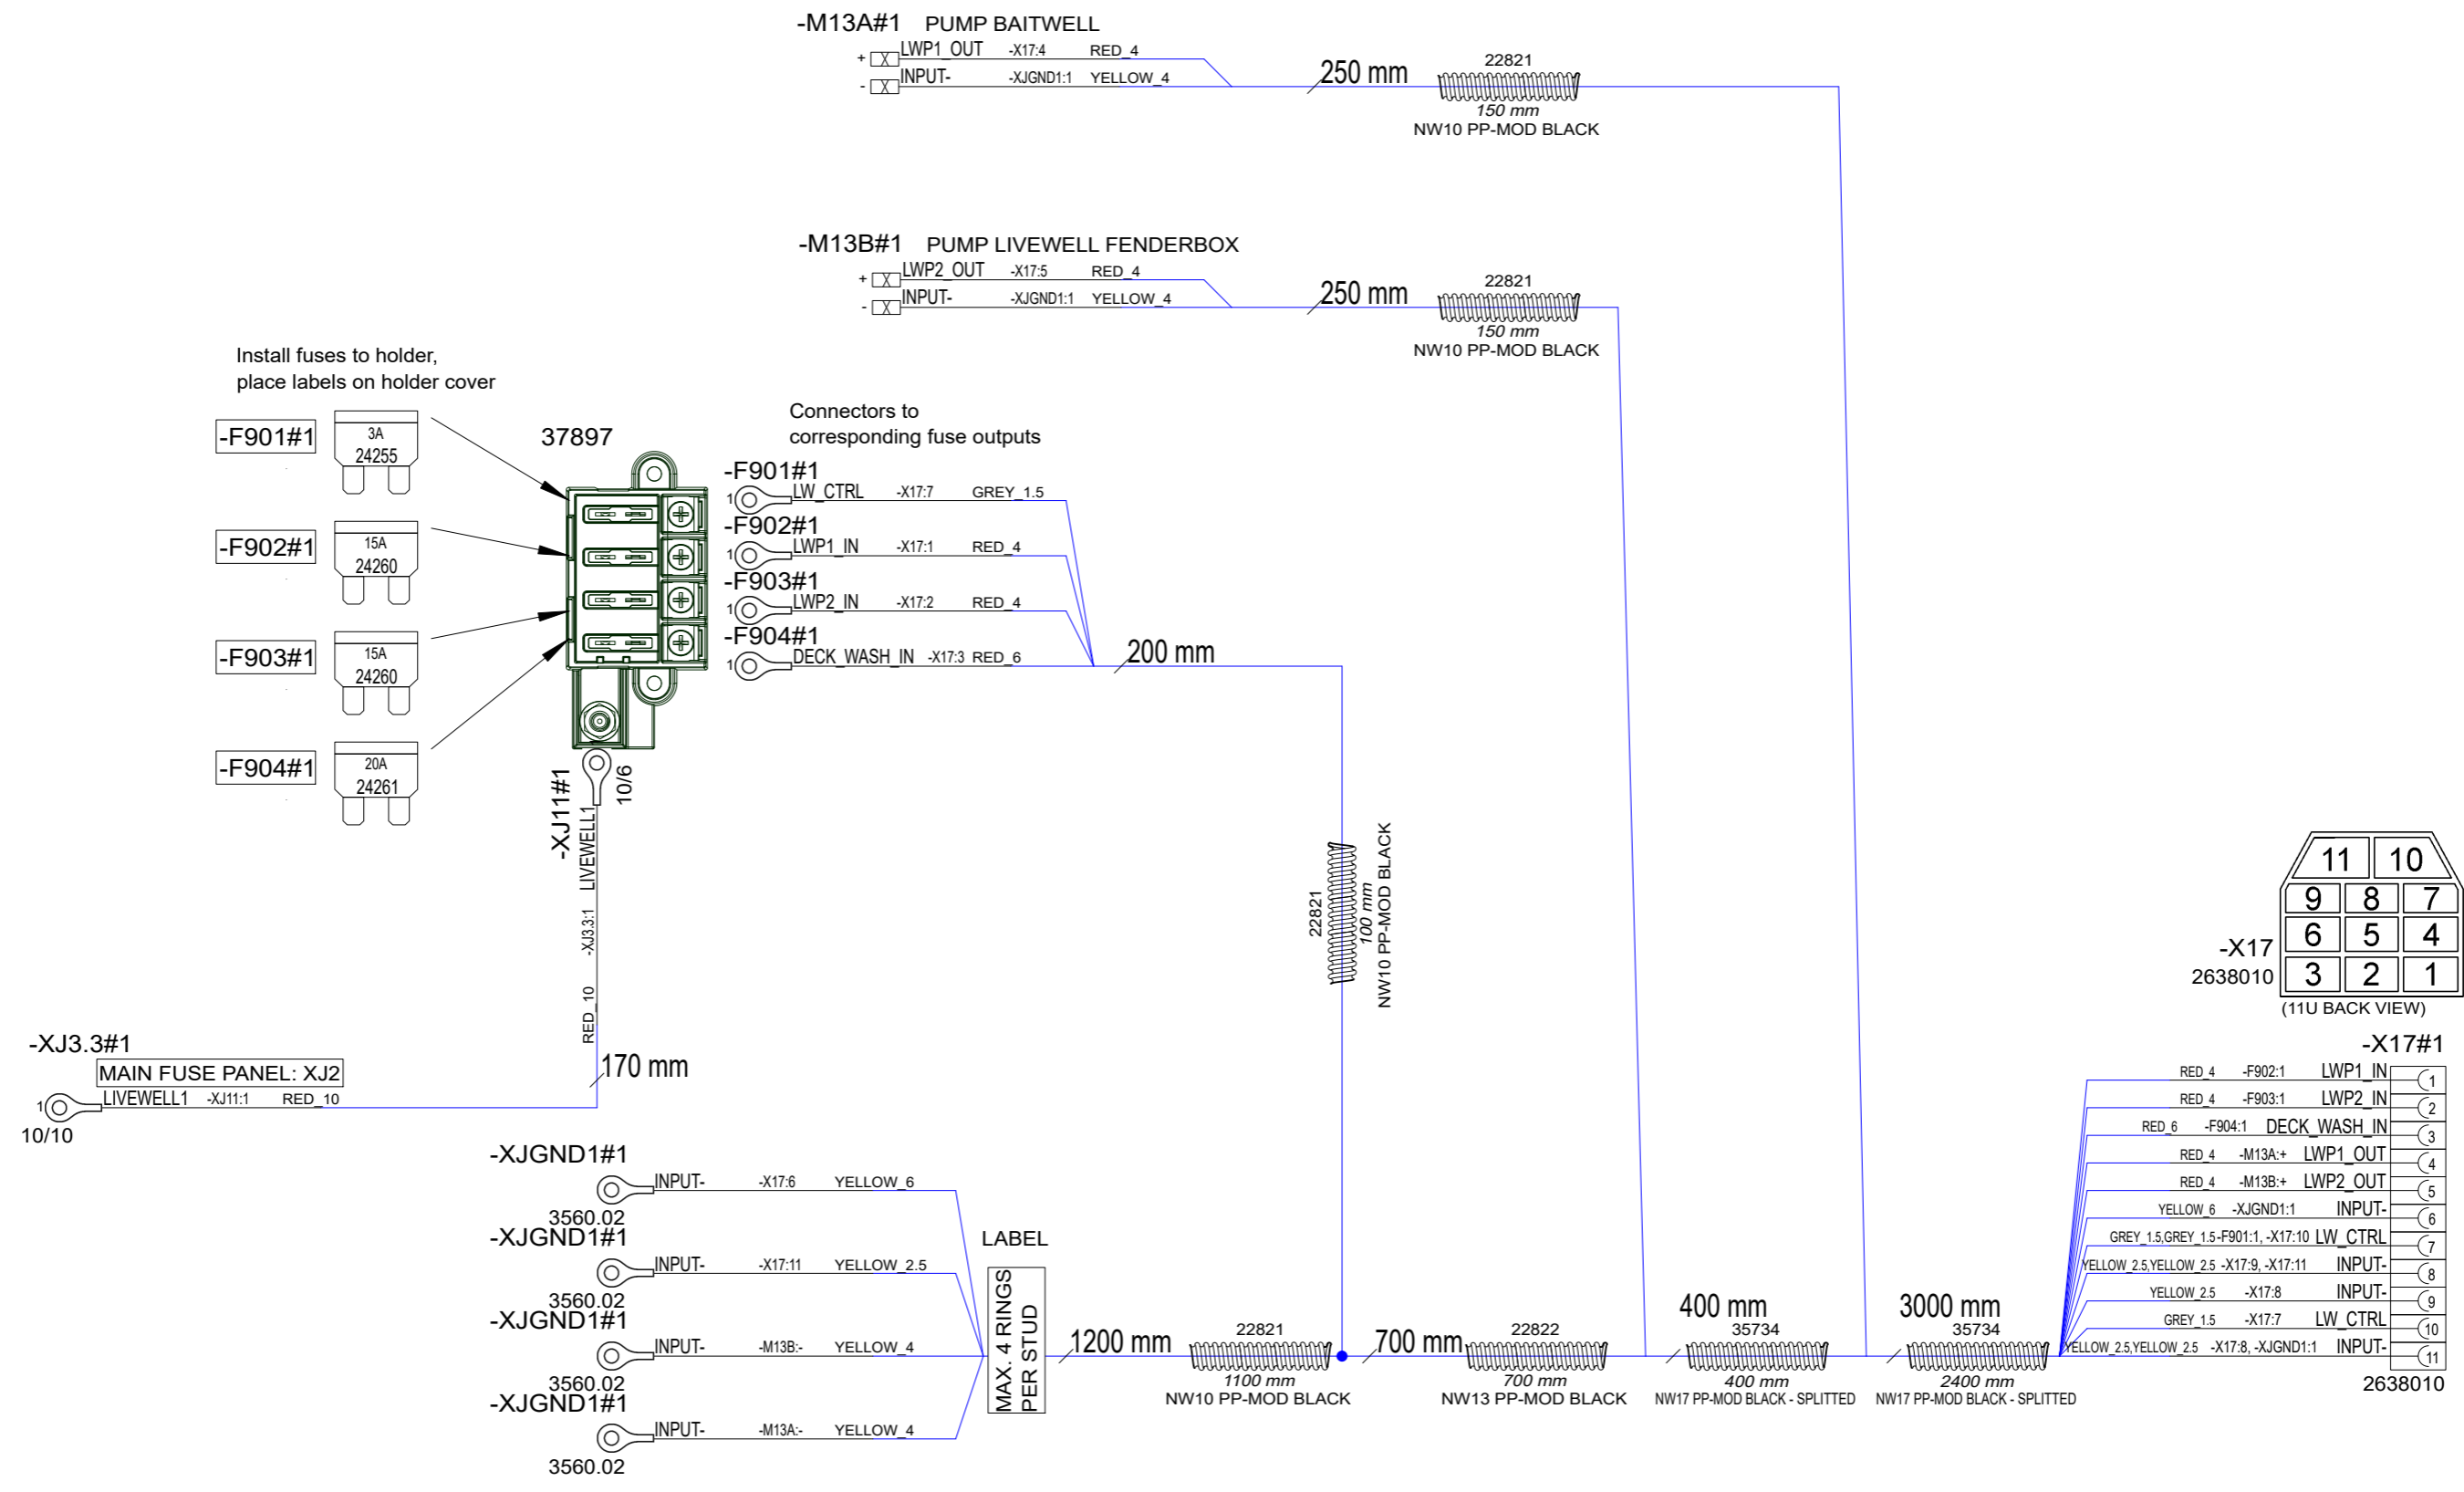 -M13A#1 PUMP BAITWELL
+ X LWP1_OUT -X17:4 RED_4
- X INPUT- -XJGND1:1 YELLOW_4
250 mm
22821
150 mm
NW10 PP-MOD BLACK
-M13B#1 PUMP LIVEWELL FENDERBOX
+ X LWP2_OUT -X17:5 RED_4
- X INPUT- -XJGND1:1 YELLOW_4
250 mm
22821
150 mm
NW10 PP-MOD BLACK
Install fuses to holder,
place labels on holder cover
-F901#1
3A
24255
-F902#1
15A
24260
-F903#1
15A
24260
-F904#1
20A
24261
37897
Connectors to
corresponding fuse outputs
-F901#1
1 LW_CTRL -X17:7 GREY_1.5
-F902#1
1 LWP1_IN -X17:1 RED_4
-F903#1
1 LWP2_IN -X17:2 RED_4
-F904#1
1 DECK_WASH_IN -X17:3 RED_6
200 mm
22821
100 mm
NW10 PP-MOD BLACK
-XJ11#1
10/6
LIVEWELL1 -XJ3.3:1 RED_10
170 mm
-XJ3.3#1
MAIN FUSE PANEL: XJ2
1 LIVEWELL1 -XJ11:1 RED_10
10/10
-XJGND1#1
INPUT- -X17:6 YELLOW_6
3560.02
-XJGND1#1
INPUT- -X17:11 YELLOW_2.5
3560.02
-XJGND1#1
INPUT- -M13B:- YELLOW_4
3560.02
-XJGND1#1
INPUT- -M13A:- YELLOW_4
3560.02
LABEL
MAX. 4 RINGS
PER STUD
1200 mm
22821
1100 mm
NW10 PP-MOD BLACK
700 mm
22822
700 mm
NW13 PP-MOD BLACK
400 mm
35734
400 mm
NW17 PP-MOD BLACK - SPLITTED
3000 mm
35734
2400 mm
NW17 PP-MOD BLACK - SPLITTED
11 10
9 8 7
6 5 4
3 2 1
-X17
2638010
(11U BACK VIEW)
-X17#1
RED_4 -F902:1 LWP1_IN 1
RED_4 -F903:1 LWP2_IN 2
RED_6 -F904:1 DECK_WASH_IN 3
RED_4 -M13A:+ LWP1_OUT 4
RED_4 -M13B:+ LWP2_OUT 5
YELLOW_6 -XJGND1:1 INPUT- 6
GREY_1.5,GREY_1.5 -F901:1, -X17:10 LW_CTRL 7
YELLOW_2.5,YELLOW_2.5 -X17:9, -X17:11 INPUT- 8
YELLOW_2.5 -X17:8 INPUT- 9
GREY_1.5 -X17:7 LW_CTRL 10
YELLOW_2.5,YELLOW_2.5 -X17:8, -XJGND1:1 INPUT- 11
2638010